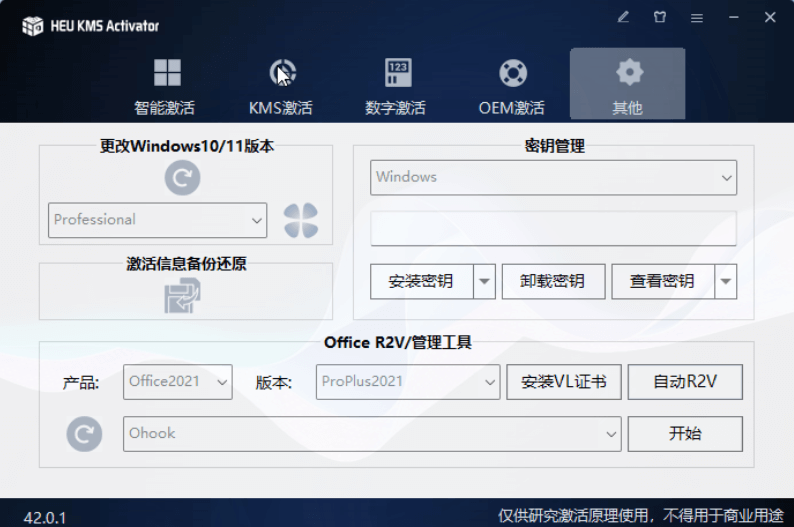 HEU KMS Activator
智能激活
KMS激活
123
数字激活
OEM激活
其他
更改Windows10/11版本
Professional
激活信息备份还原
密钥管理
Windows
安装密钥
卸载密钥
查看密钥
Office R2V/管理工具
产品:
Office2021
版本:
ProPlus2021
安装VL证书
自动R2V
Ohook
开始
42.0.1
仅供研究激活原理使用，不得用于商业用途